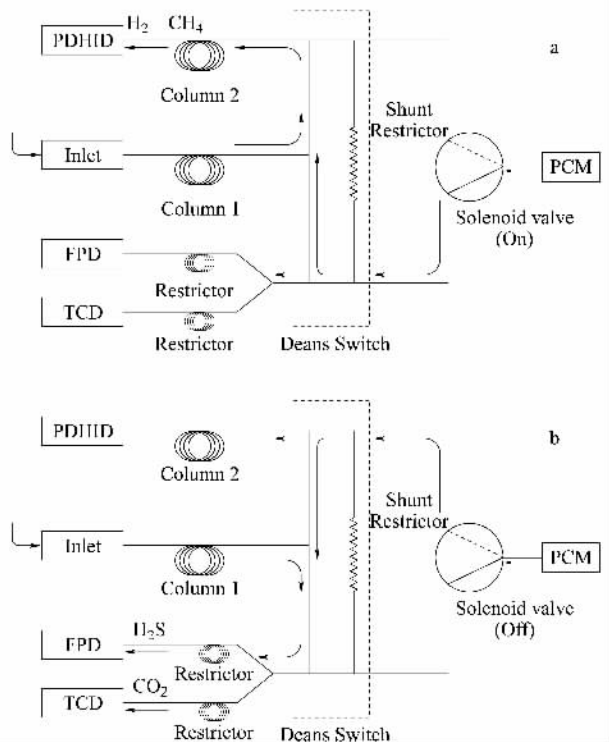 H2 CH4
PDHID
a
Column 2
Shunt
Restrictor
Inlet
PCM
Column 1
Solenoid valve
(On)
FPD
Restrictor
TCD
Restrictor
Deans Switch
PDHID
b
Column 2
Shunt
Restrictor
Inlet
PCM
Column 1
Solenoid valve
(Off)
H2S
FPD
Restrictor
CO2
TCD
Restrictor
Deans Switch